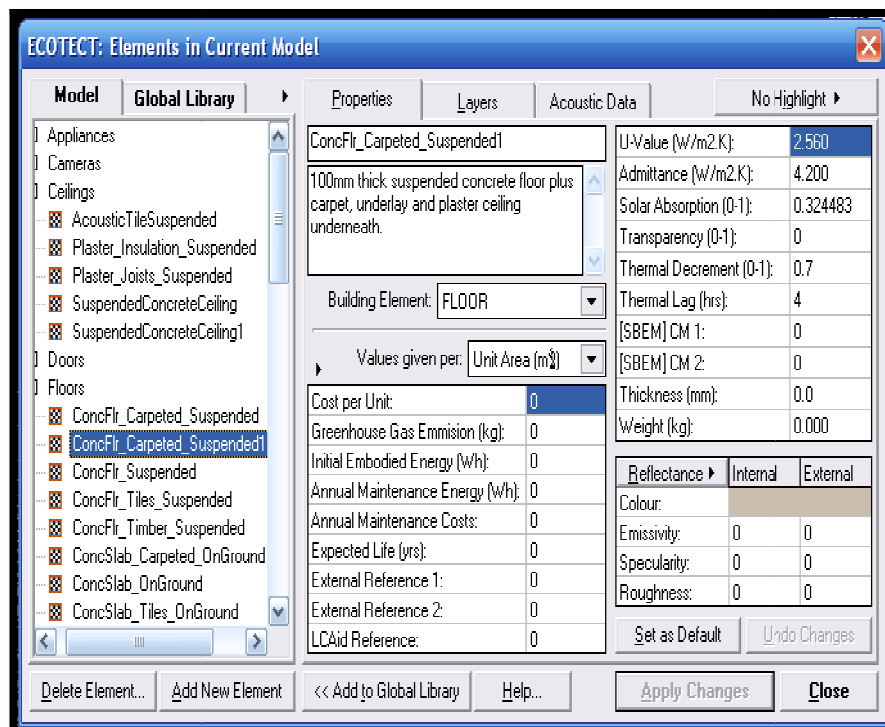 ECOTECT: Elements in Current Model
Model
Global Library
Properties
Layers
Acoustic Data
No Highlight
Appliances
Cameras
Ceilings
AcousticTileSuspended
Plaster_Insulation_Suspended
Plaster_Joists_Suspended
SuspendedConcreteCeiling
SuspendedConcreteCeiling1
Doors
Floors
ConcFlr_Carpeted_Suspended
ConcFlr_Carpeted_Suspended1
ConcFlr_Suspended
ConcFlr_Tiles_Suspended
ConcFlr_Timber_Suspended
ConcSlab_Carpeted_OnGround
ConcSlab_OnGround
ConcSlab_Tiles_OnGround
ConcFlr_Carpeted_Suspended1
100mm thick suspended concrete floor plus
carpet, underlay and plaster ceiling
underneath.
Building Element: FLOOR
Values given per: Unit Area (m²)
Cost per Unit: 0
Greenhouse Gas Emmision (kg): 0
Initial Embodied Energy (Wh): 0
Annual Maintenance Energy (Wh): 0
Annual Maintenance Costs: 0
Expected Life (yrs): 0
External Reference 1: 0
External Reference 2: 0
LCAid Reference: 0
U-Value (W/m2.K): 2.560
Admittance (W/m2.K): 4.200
Solar Absorption (0-1): 0.324483
Transparency (0-1): 0
Thermal Decrement (0-1): 0.7
Thermal Lag (hrs): 4
[SBEM] CM 1: 0
[SBEM] CM 2: 0
Thickness (mm): 0.0
Weight (kg): 0.000
Reflectance Internal External
Colour:
Emissivity: 0 0
Specularity: 0 0
Roughness: 0 0
Set as Default
Undo Changes
Delete Element...
Add New Element
<< Add to Global Library
Help...
Apply Changes
Close